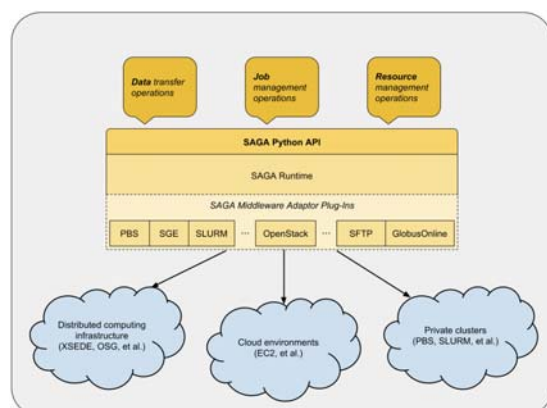 Data transfer
operations
Job
management
operations
Resource
management
operations
SAGA Python API
SAGA Runtime
SAGA Middleware Adaptor Plug-Ins
PBS SGE SLURM ... OpenStack ... SFTP GlobusOnline
Distributed computing
infrastructure
(XSEDE, OSG, et al.)
Cloud environments
(EC2, et al.)
Private clusters
(PBS, SLURM, et al.)